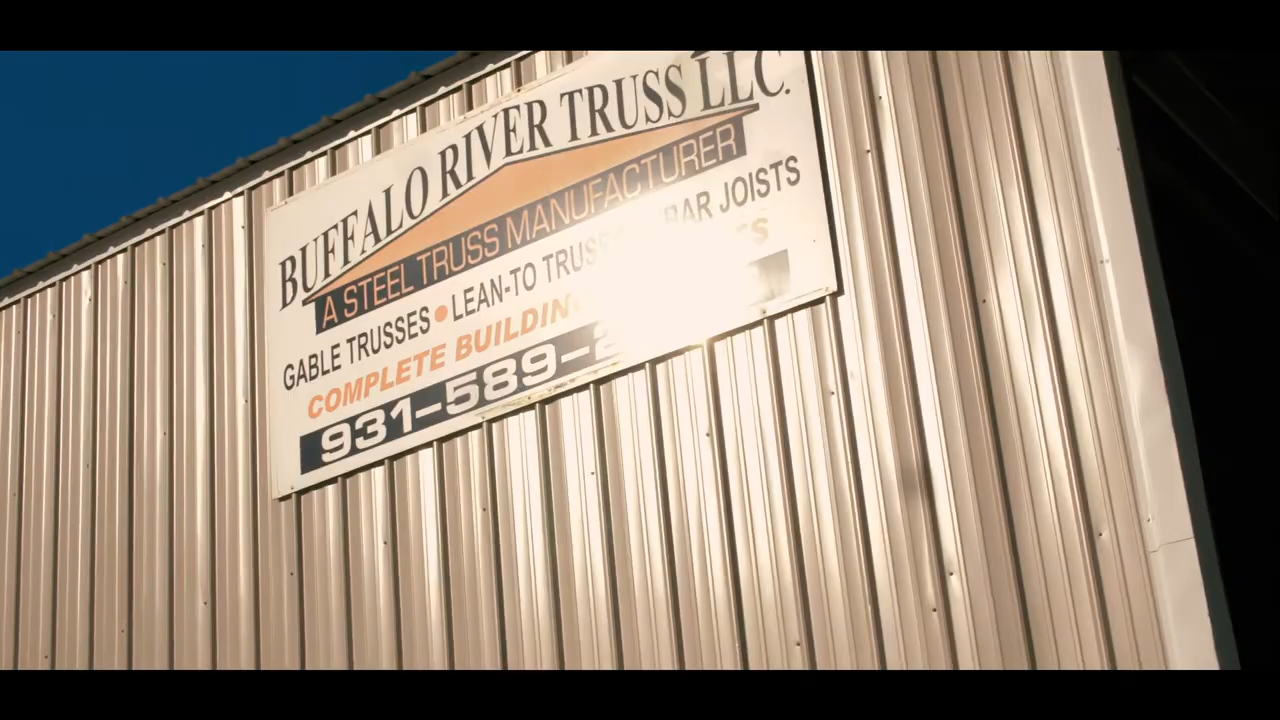 BUFFALO RIVER TRUSS LLC.
A STEEL TRUSS MANUFACTURER
GABLE TRUSSES • LEAN-TO BAR JOISTS
COMPLETE
931-589-